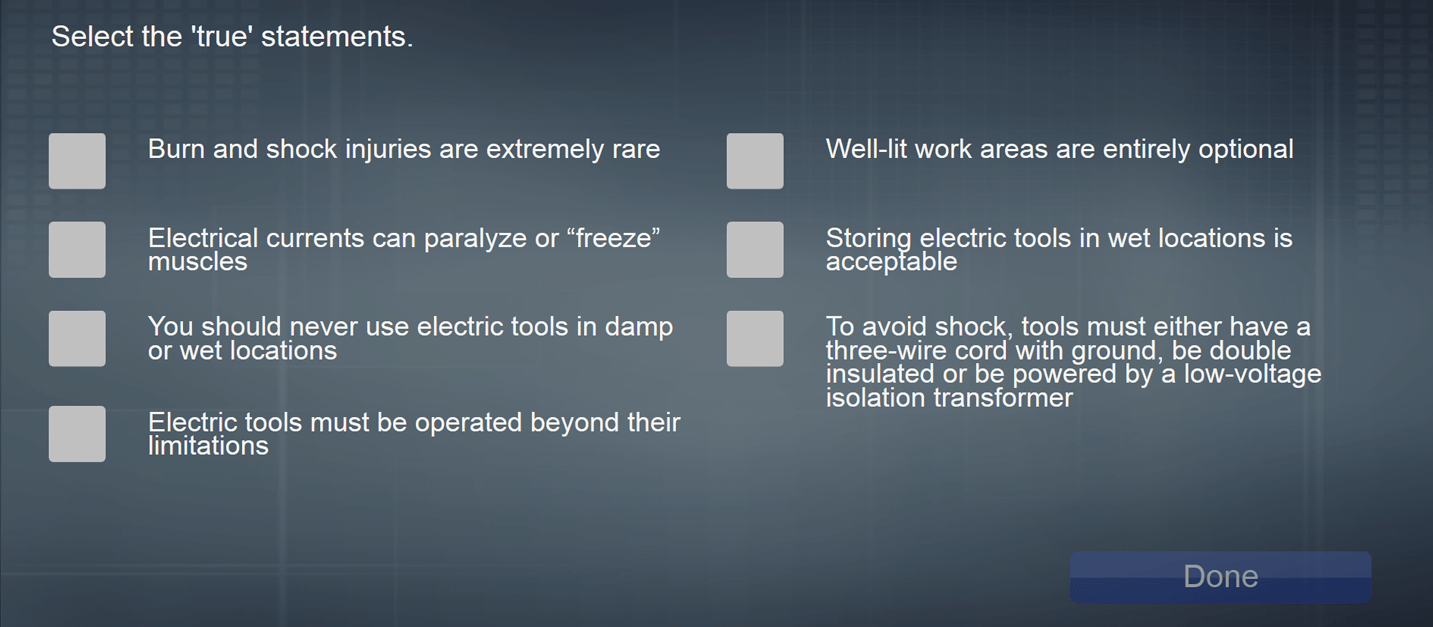 Select the 'true' statements.
Burn and shock injuries are extremely rare
Electrical currents can paralyze or “freeze”
muscles
You should never use electric tools in damp
or wet locations
Electric tools must be operated beyond their
limitations
Well-lit work areas are entirely optional
Storing electric tools in wet locations is
acceptable
To avoid shock, tools must either have a
three-wire cord with ground, be double
insulated or be powered by a low-voltage
isolation transformer
Done